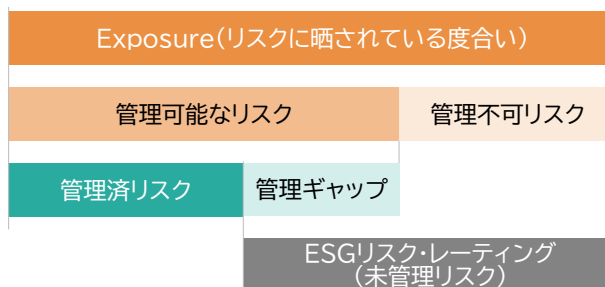 Exposure(リスクに晒されている度合い)
管理可能なリスク
管理不可リスク
管理済リスク
管理ギャップ
ESGリスク・レーティング
(未管理リスク)